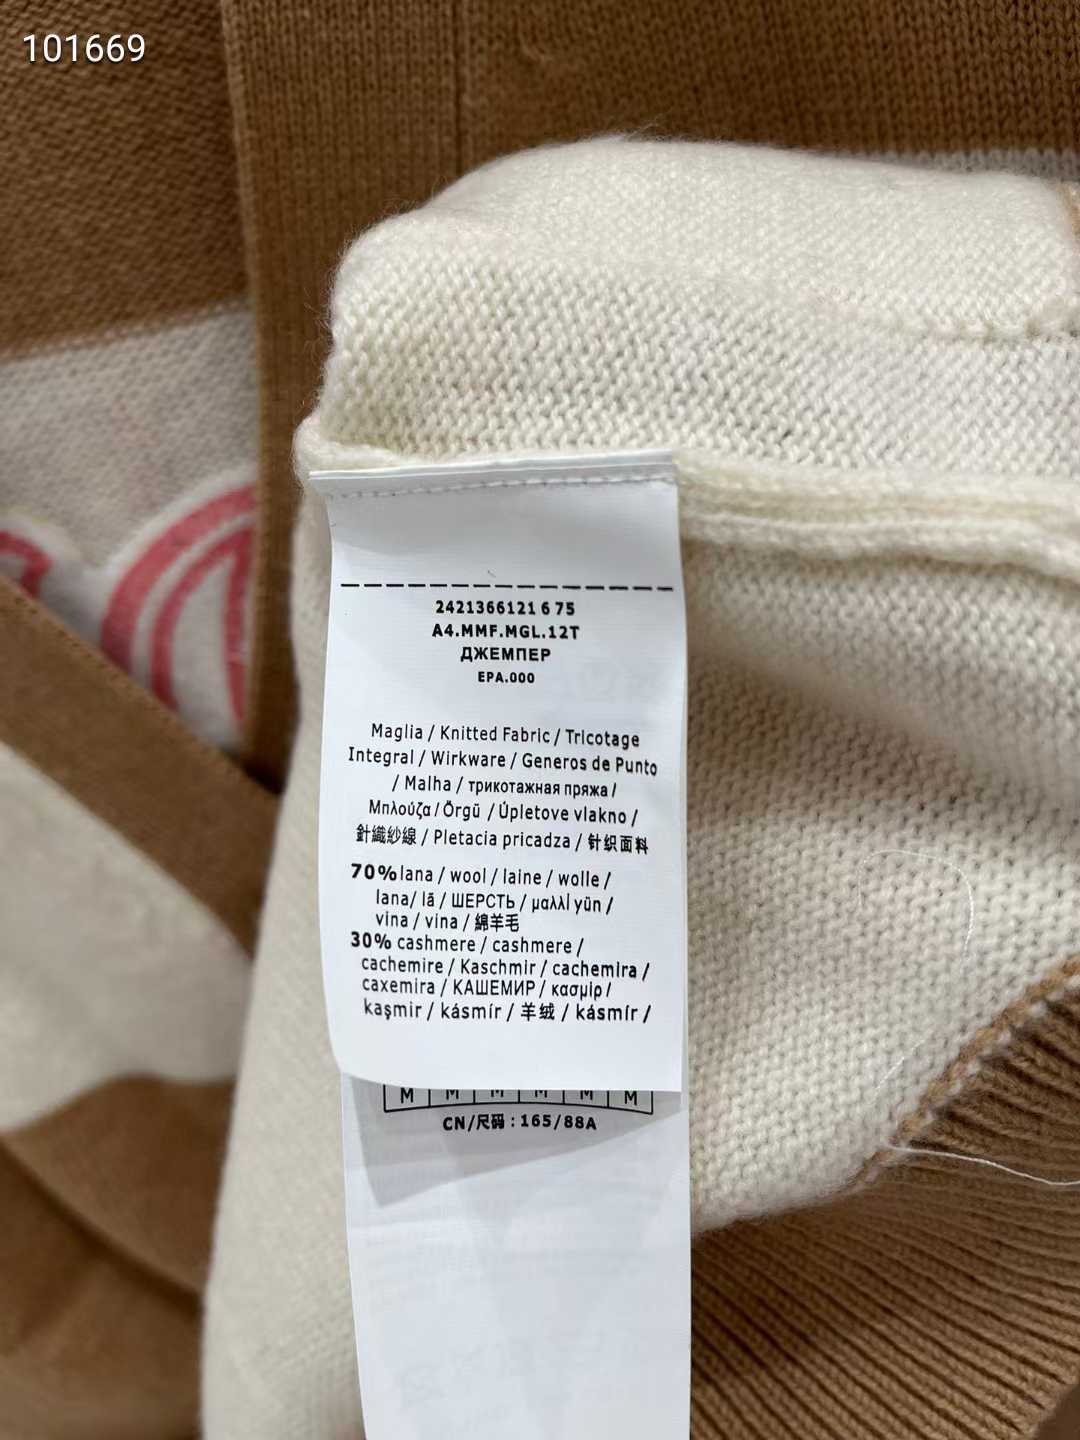 101669
2421366121 6 75
A4.MMF.MGL.12T
ДЖЕМПЕР
EPA.000
Maglia / Knitted Fabric / Tricotage
Integral / Wirkware / Generos de Punto
/ Malha / трикотажная пряжа /
Μπλούζα / Örgü / Úpletove vlakno /
針織紗線 / Pletacia pricadza / 针织面料
70% lana / wool / laine / wolle /
lana/ lã / ШЕРСТЬ / μαλλί yün /
vina / vina / 綿羊毛
30% cashmere / cashmere /
cachemire / Kaschmir / cachemira /
caxemira / КАШЕМИР / κασμίρ /
kaşmir / kásmír / 羊绒 / kásmír /
M M M M M M
CN/尺码 : 165/88A